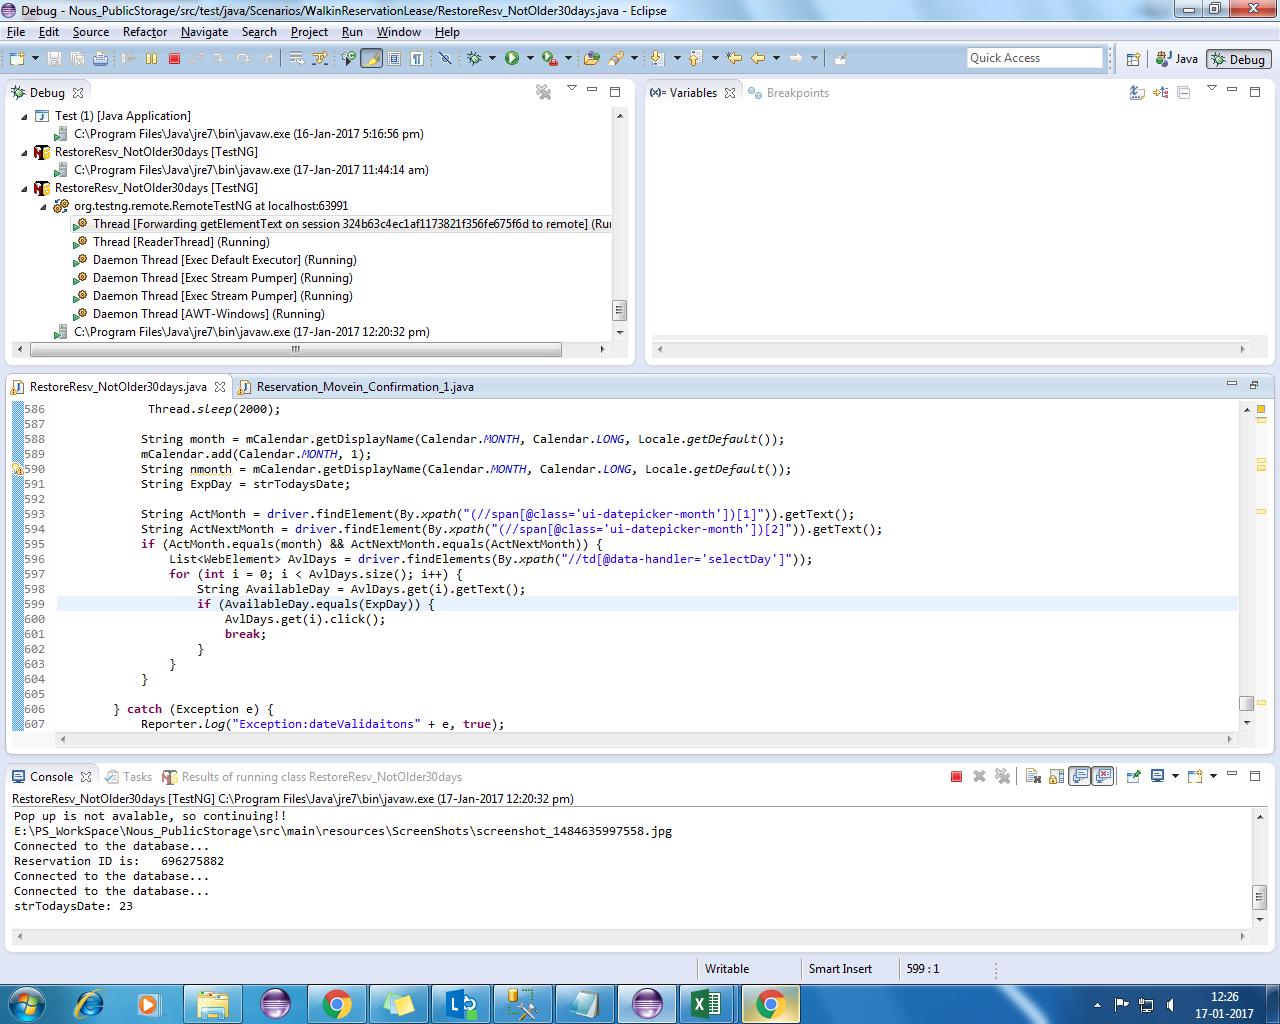 Debug - Nous_PublicStorage/src/test/java/Scenarios/WalkinReservationLease/RestoreResv_NotOlder30days.java - Eclipse
File Edit Source Refactor Navigate Search Project Run Window Help
Quick Access
Java
Debug
Debug
Test (1) [Java Application]
C:\Program Files\Java\jre7\bin\javaw.exe (16-Jan-2017 5:16:56 pm)
RestoreResv_NotOlder30days [TestNG]
C:\Program Files\Java\jre7\bin\javaw.exe (17-Jan-2017 11:44:14 am)
RestoreResv_NotOlder30days [TestNG]
org.testng.remote.RemoteTestNG at localhost:63991
Thread [Forwarding getElementText on session 324b63c4ec1af1173821f356fe675f6d to remote] (Ru
Thread [ReaderThread] (Running)
Daemon Thread [Exec Default Executor] (Running)
Daemon Thread [Exec Stream Pumper] (Running)
Daemon Thread [Exec Stream Pumper] (Running)
Daemon Thread [AWT-Windows] (Running)
C:\Program Files\Java\jre7\bin\javaw.exe (17-Jan-2017 12:20:32 pm)
(x)= Variables
Breakpoints
RestoreResv_NotOlder30days.java
Reservation_Movein_Confirmation_1.java
586 Thread.sleep(2000);
587
588 String month = mCalendar.getDisplayName(Calendar.MONTH, Calendar.LONG, Locale.getDefault());
589 mCalendar.add(Calendar.MONTH, 1);
590 String nmonth = mCalendar.getDisplayName(Calendar.MONTH, Calendar.LONG, Locale.getDefault());
591 String ExpDay = strTodaysDate;
592
593 String ActMonth = driver.findElement(By.xpath("(//span[@class='ui-datepicker-month'])[1]")).getText();
594 String ActNextMonth = driver.findElement(By.xpath("(//span[@class='ui-datepicker-month'])[2]")).getText();
595 if (ActMonth.equals(month) && ActNextMonth.equals(ActNextMonth)) {
596 List<WebElement> AvlDays = driver.findElements(By.xpath("//td[@data-handler='selectDay']"));
597 for (int i = 0; i < AvlDays.size(); i++) {
598 String AvailableDay = AvlDays.get(i).getText();
599 if (AvailableDay.equals(ExpDay)) {
600 AvlDays.get(i).click();
601 break;
602 }
603 }
604 }
605
606 } catch (Exception e) {
607 Reporter.log("Exception:dateValidaitons" + e, true);
Console
Tasks
Results of running class RestoreResv_NotOlder30days
RestoreResv_NotOlder30days [TestNG] C:\Program Files\Java\jre7\bin\javaw.exe (17-Jan-2017 12:20:32 pm)
Pop up is not avalable, so continuing!!
E:\PS_WorkSpace\Nous_PublicStorage\src\main\resources\ScreenShots\screenshot_1484635997558.jpg
Connected to the database...
Reservation ID is: 696275882
Connected to the database...
Connected to the database...
strTodaysDate: 23
Writable
Smart Insert
599 : 1
12:26
17-01-2017